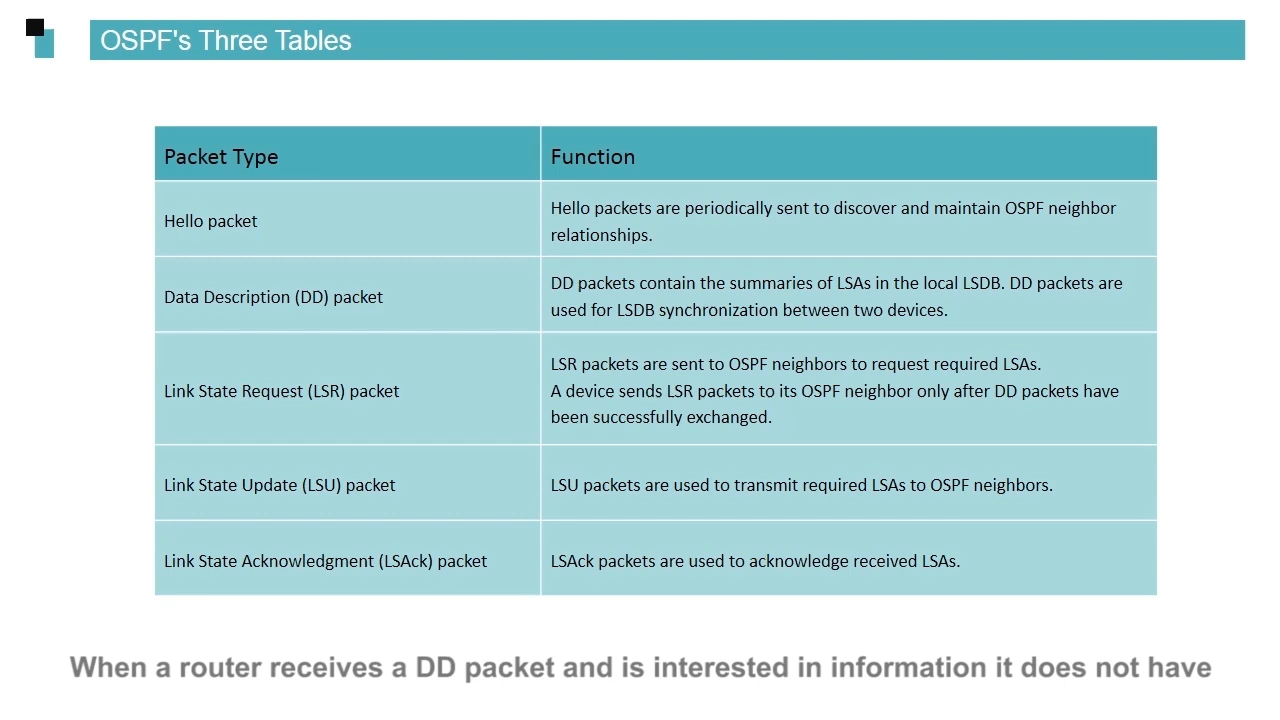 OSPF's Three Tables
Packet Type
Function
Hello packet
Hello packets are periodically sent to discover and maintain OSPF neighbor
relationships.
Data Description (DD) packet
DD packets contain the summaries of LSAs in the local LSDB. DD packets are
used for LSDB synchronization between two devices.
Link State Request (LSR) packet
LSR packets are sent to OSPF neighbors to request required LSAs.
A device sends LSR packets to its OSPF neighbor only after DD packets have
been successfully exchanged.
Link State Update (LSU) packet
LSU packets are used to transmit required LSAs to OSPF neighbors.
Link State Acknowledgment (LSAck) packet
LSAck packets are used to acknowledge received LSAs.
When a router receives a DD packet and is interested in information it does not have